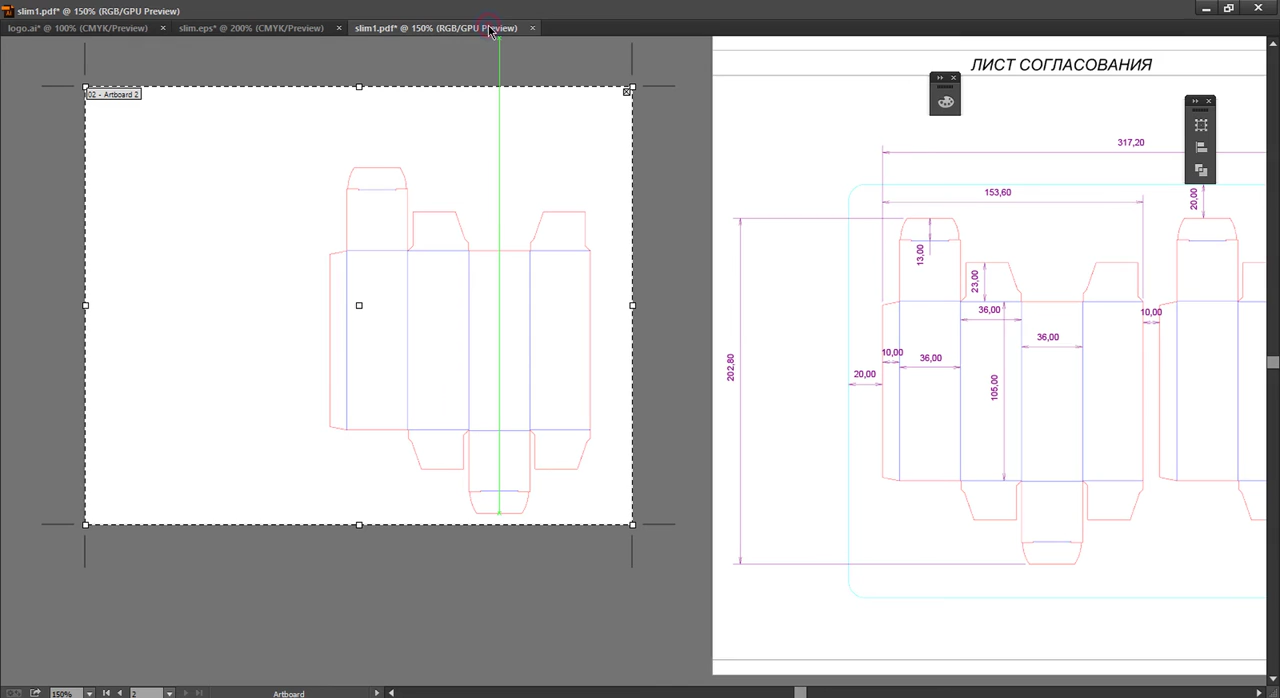 slim1.pdf* @ 150% (RGB/GPU Preview)
logo.ai* @ 100% (CMYK/Preview)
slim.eps* @ 200% (CMYK/Preview)
slim1.pdf* @ 150% (RGB/GPU Preview)
02 - Artboard 2
ЛИСТ СОГЛАСОВАНИЯ
317,20
153,60
20,00
13,00
23,00
36,00
10,00
36,00
10,00
36,00
20,00
105,00
202,80
150%
2
Artboard